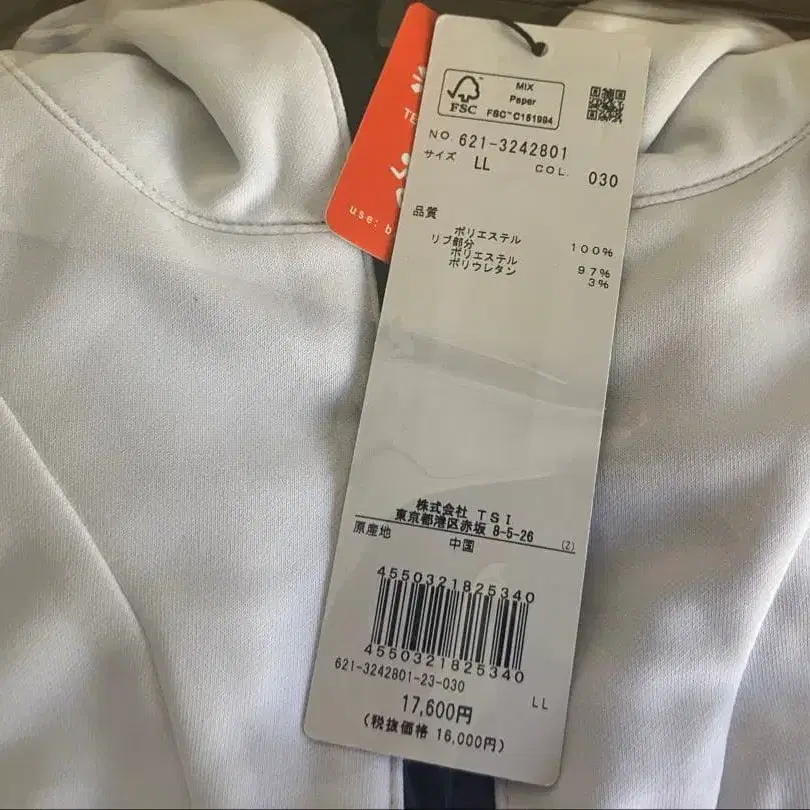 FSC
MIX
Paper
FSC™C161994
NO. 621-3242801
サイズ LL COL. 030
品質
ポリエステル 100%
リブ部分
ポリエステル 97%
ポリウレタン 3%
株式会社 TSI
東京都港区赤坂 8-5-26 (2)
原産地 中国
4550321825340
4550321825340
621-3242801-23-030
LL
17,600円
(税抜価格 16,000円)
use: